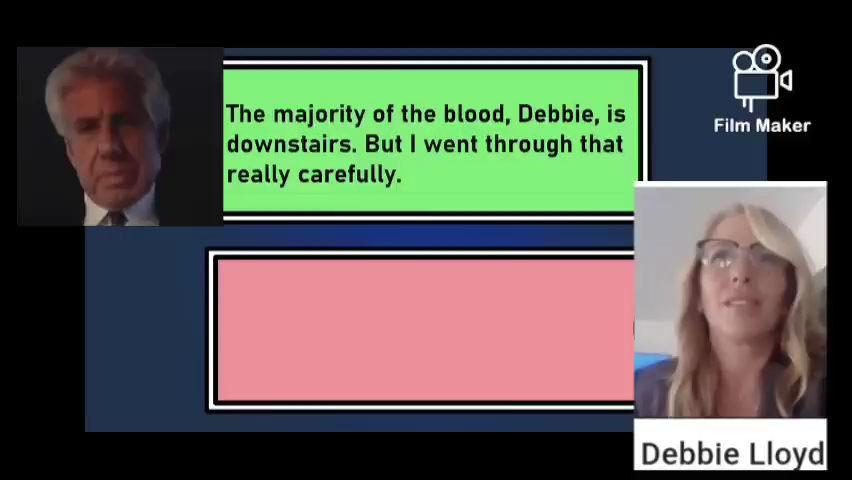 The majority of the blood, Debbie, is
downstairs. But I went through that
really carefully.
Film Maker
Debbie Lloyd